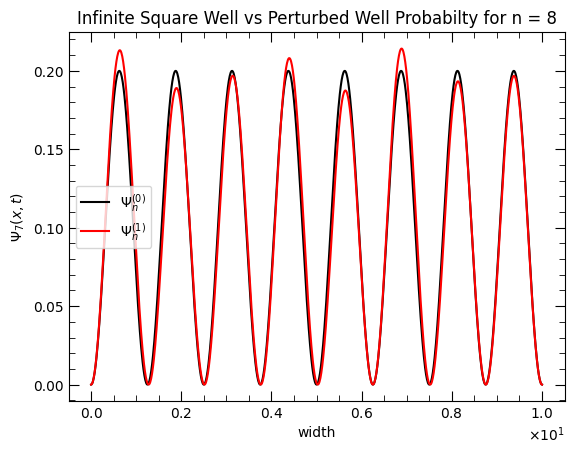 Infinite Square Well vs Perturbed Well Probabilty for n = 8
0.20
0.15
0.10
0.05
0.00
Ψ₇(x, t)
Ψₙ⁽⁰⁾
Ψₙ⁽¹⁾
0.0 0.2 0.4 0.6 0.8 1.0
×10¹
width